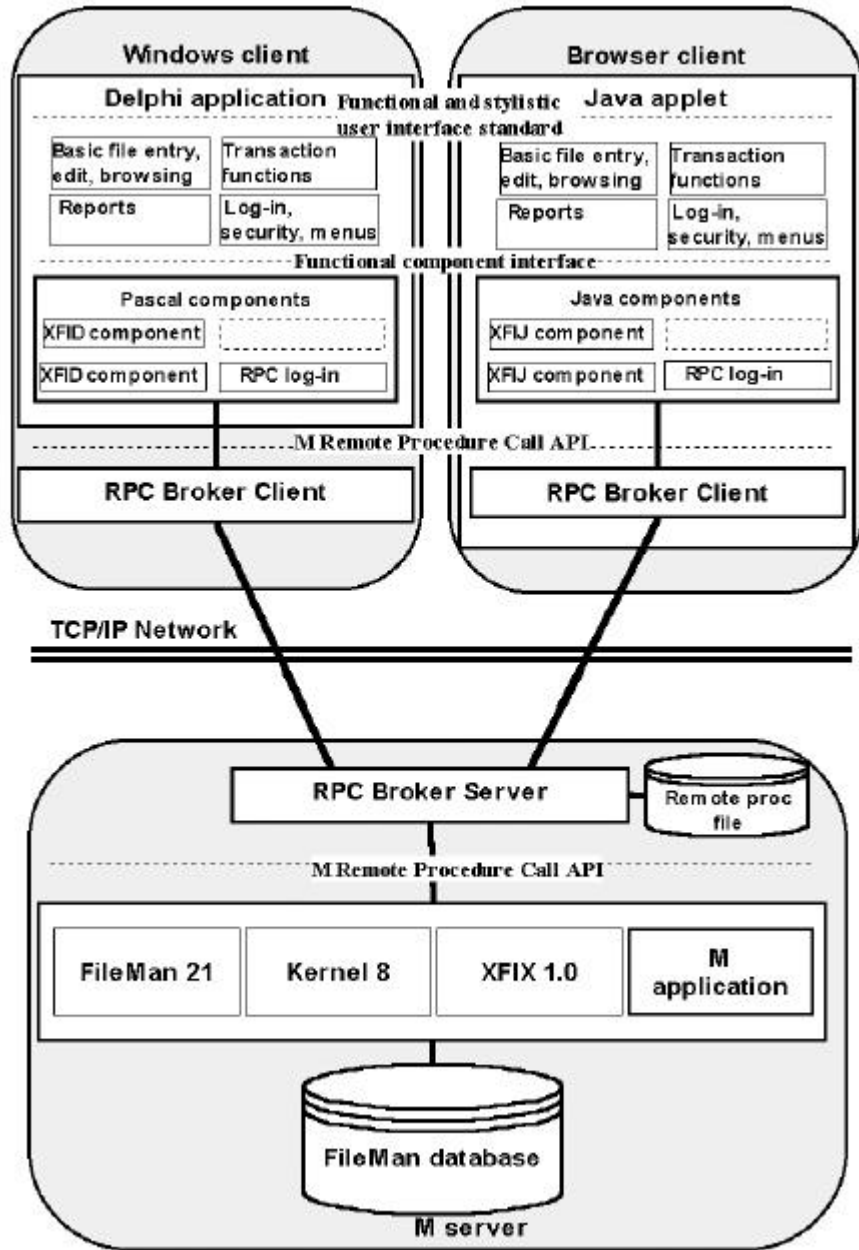 Windows client
Delphi application
Basic file entry,
edit, browsing
Transaction
functions
Reports
Log-in,
security, menus
Pascal components
XFID component
XFID component
RPC log-in
RPC Broker Client
Functional and stylistic
user interface standard
Functional component interface
M Remote Procedure Call API
Browser client
Java applet
Basic file entry,
edit, browsing
Transaction
functions
Reports
Log-in,
security, menus
Java components
XFIJ component
XFIJ component
RPC log-in
RPC Broker Client
TCP/IP Network
RPC Broker Server
Remote proc
file
M Remote Procedure Call API
FileMan 21
Kernel 8
XFIX 1.0
M
application
FileMan database
M server